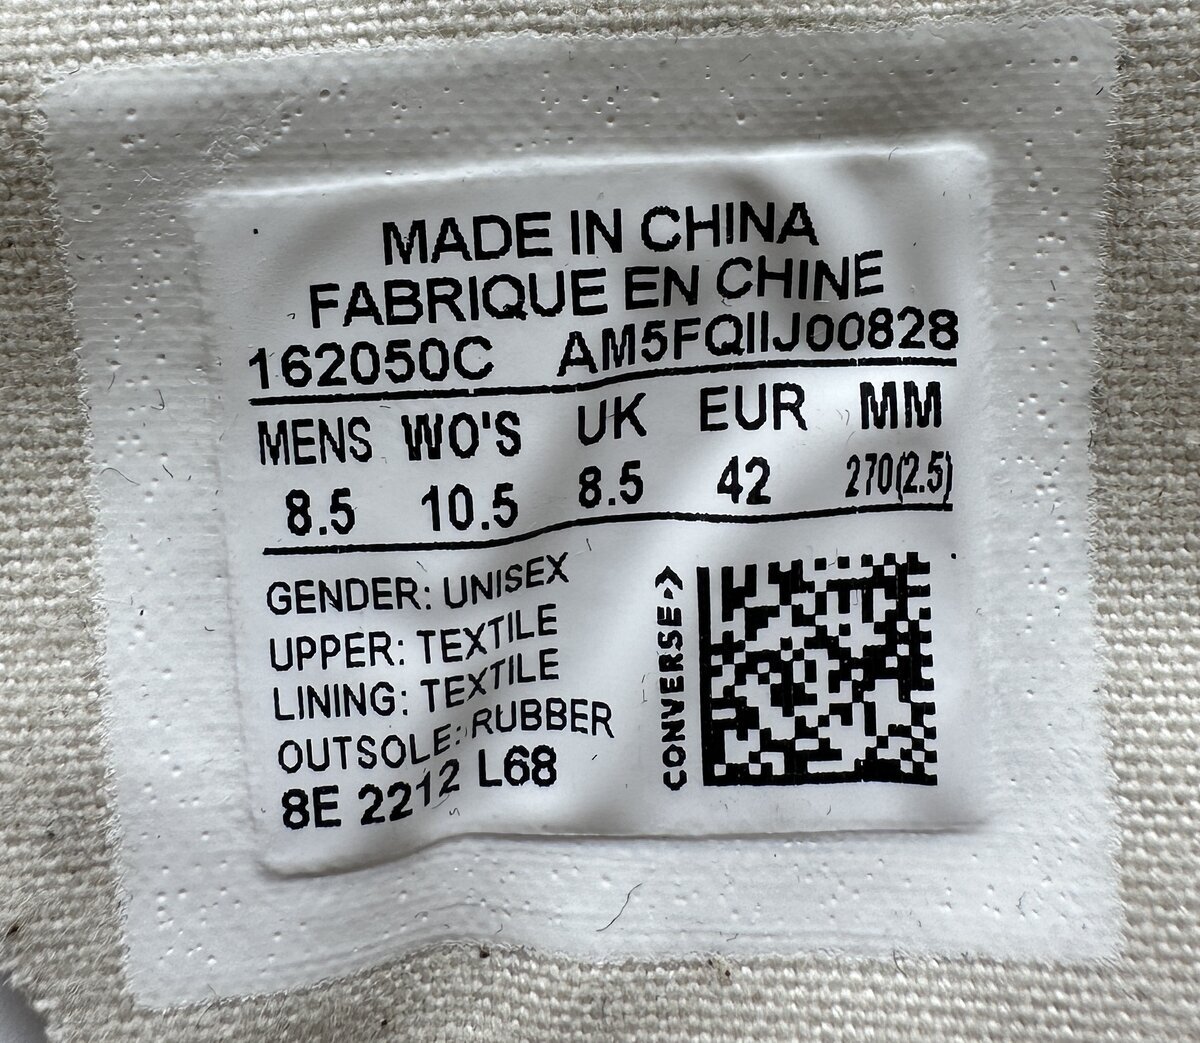 MADE IN CHINA
FABRIQUE EN CHINE
162050C AM5FQIIJ00828
MENS WO'S UK EUR MM
8.5 10.5 8.5 42 270(2.5)
GENDER: UNISEX
UPPER: TEXTILE
LINING: TEXTILE
OUTSOLE: RUBBER
8E 2212 L68
CONVERSE